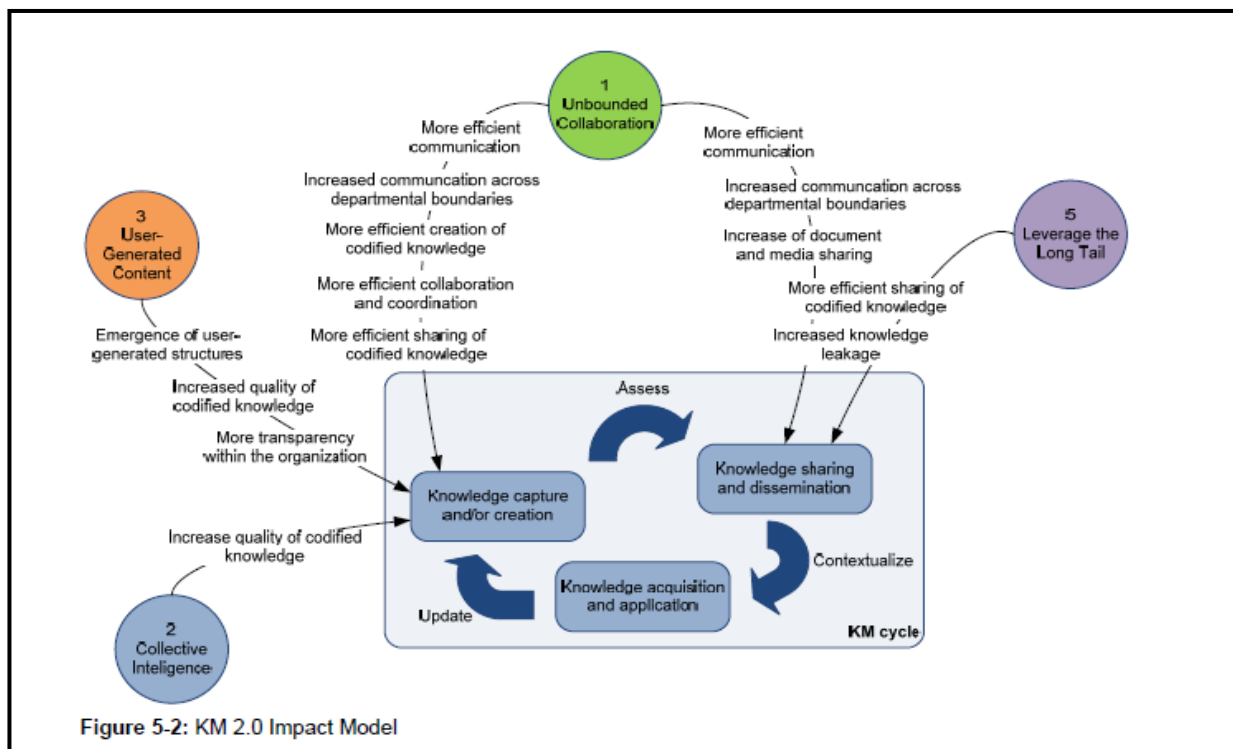 1
Unbounded
Collaboration
More efficient
communication
Increased communcation across
departmental boundaries
More efficient creation of
codified knowledge
More efficient collaboration
and coordination
More efficient sharing of
codified knowledge
More efficient
communication
Increased communcation across
departmental boundaries
Increase of document
and media sharing
More efficient sharing of
codified knowledge
Increased knowledge
leakage
5
Leverage the
Long Tail
3
User-
Generated
Content
Emergence of user-
generated structures
Increased quality of
codified knowledge
More transparency
within the organization
Increase quality of codified
knowledge
2
Collective
Inteligence
Assess
Knowledge capture
and/or creation
Knowledge sharing
and dissemination
Contextualize
Knowledge acquisition
and application
Update
KM cycle
Figure 5-2: KM 2.0 Impact Model